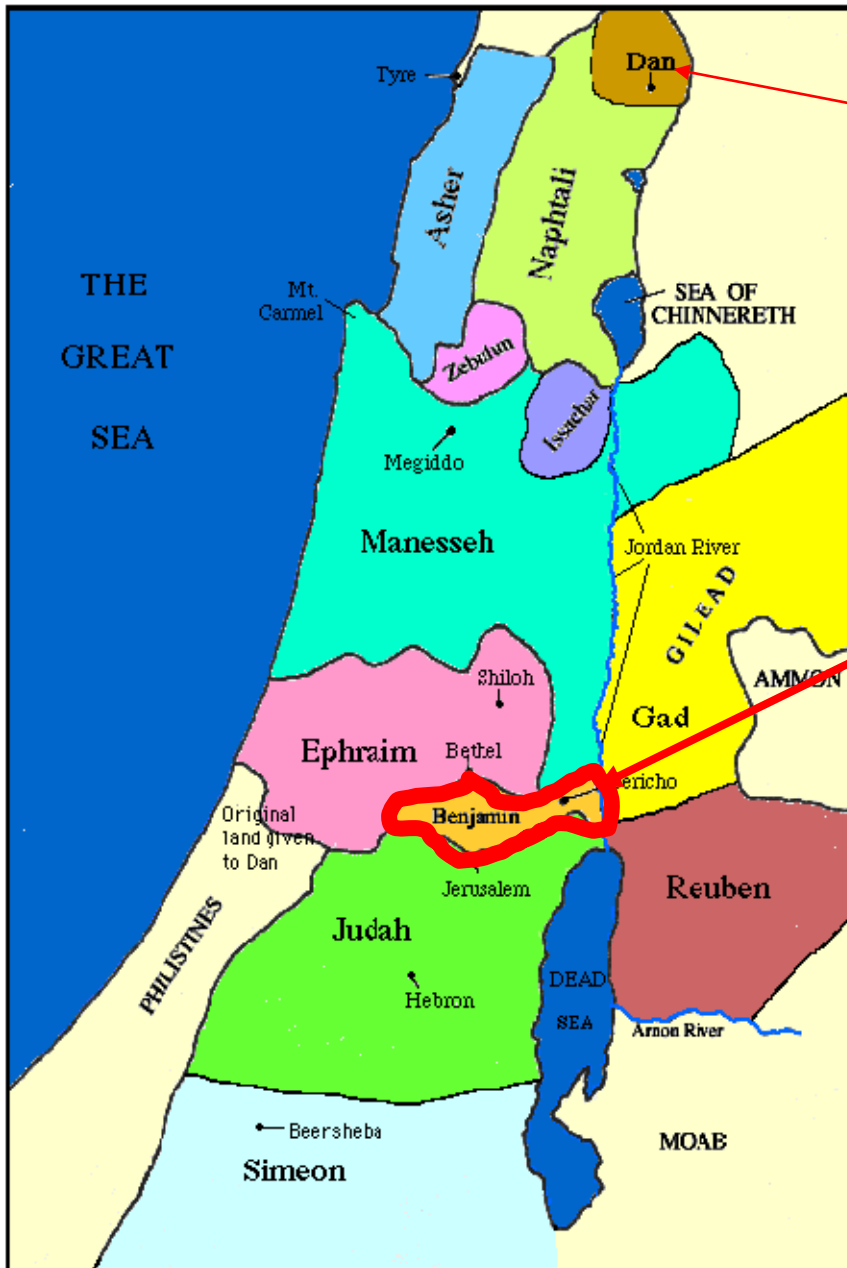 Dan
Tyre
Asher
Naphtali
THE
GREAT
SEA
Mt.
Carmel
SEA OF
CHINNERETH
Zebulun
Issachar
Megiddo
Manesseh
Jordan River
GILEAD
Shiloh
AMMON
Gad
Ephraim
Bethel
ericho
Benjamin
Original
land given
to Dan
Jerusalem
Reuben
Judah
PHILISTINES
Hebron
DEAD
SEA
Arnon River
Beersheba
MOAB
Simeon